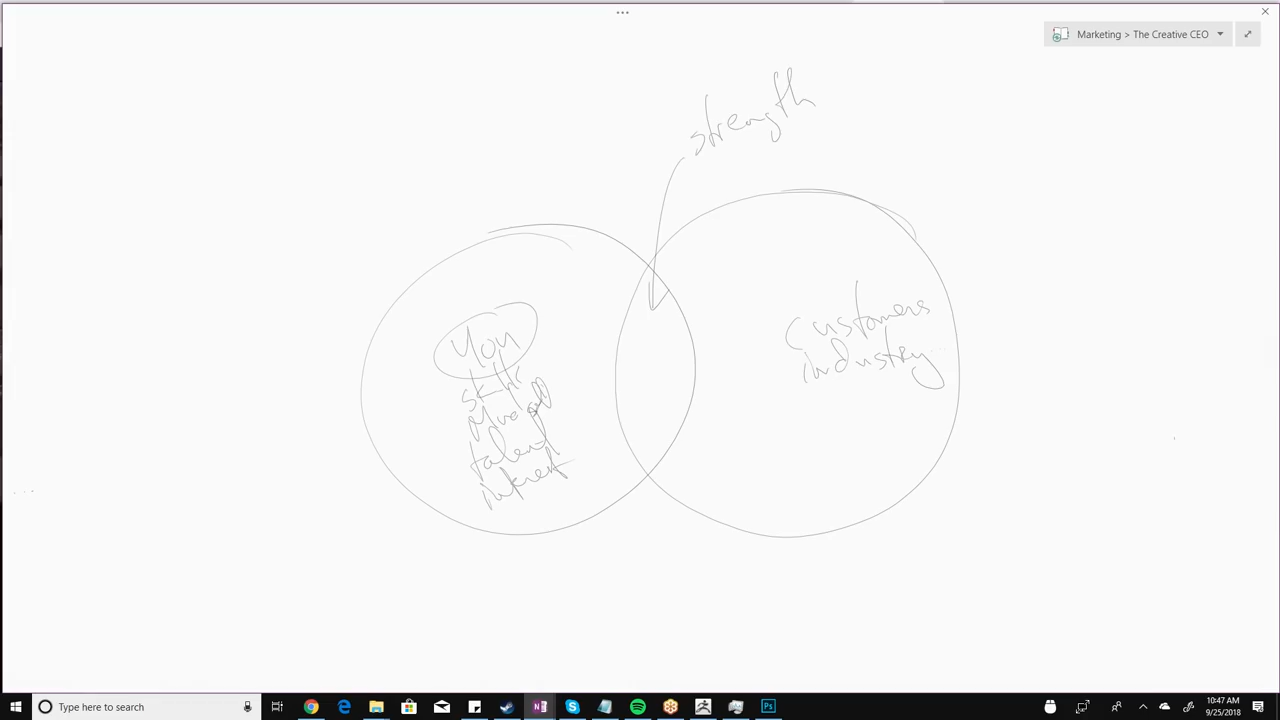 Marketing > The Creative CEO
strength
You
skills
talent
interest
Customers
industry
Type here to search
10:47 AM
9/25/2018